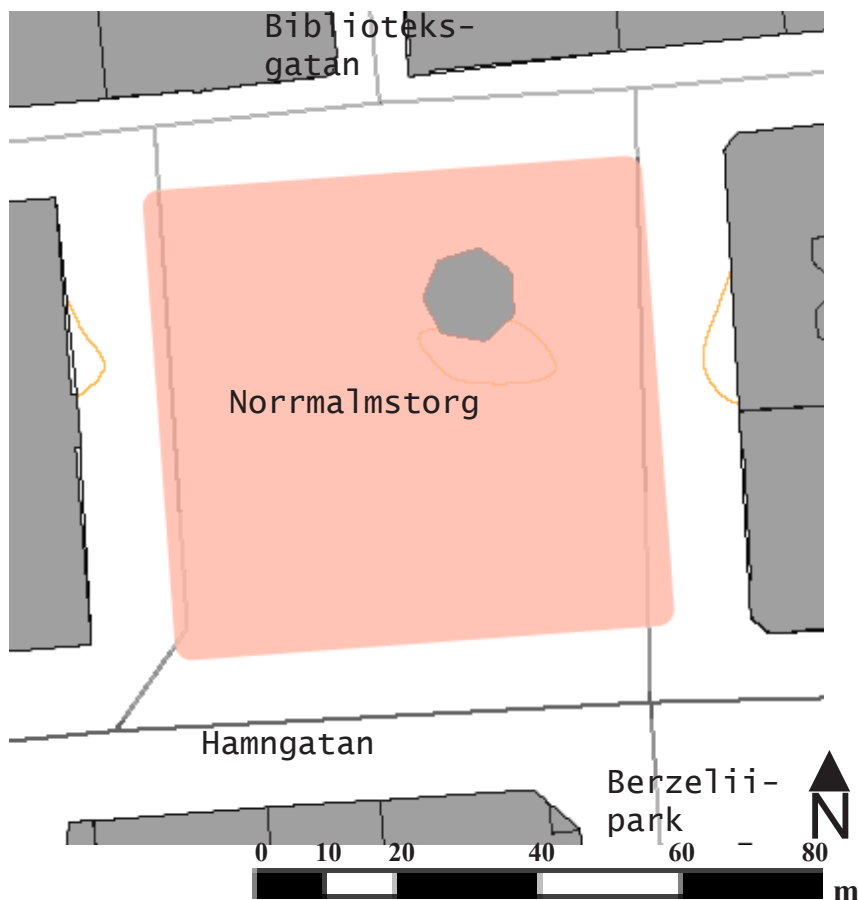 Biblioteks-
gatan
Norrmalmstorg
Hamngatan
Berzelii-
park
N
0 10 20 40 60 80
m